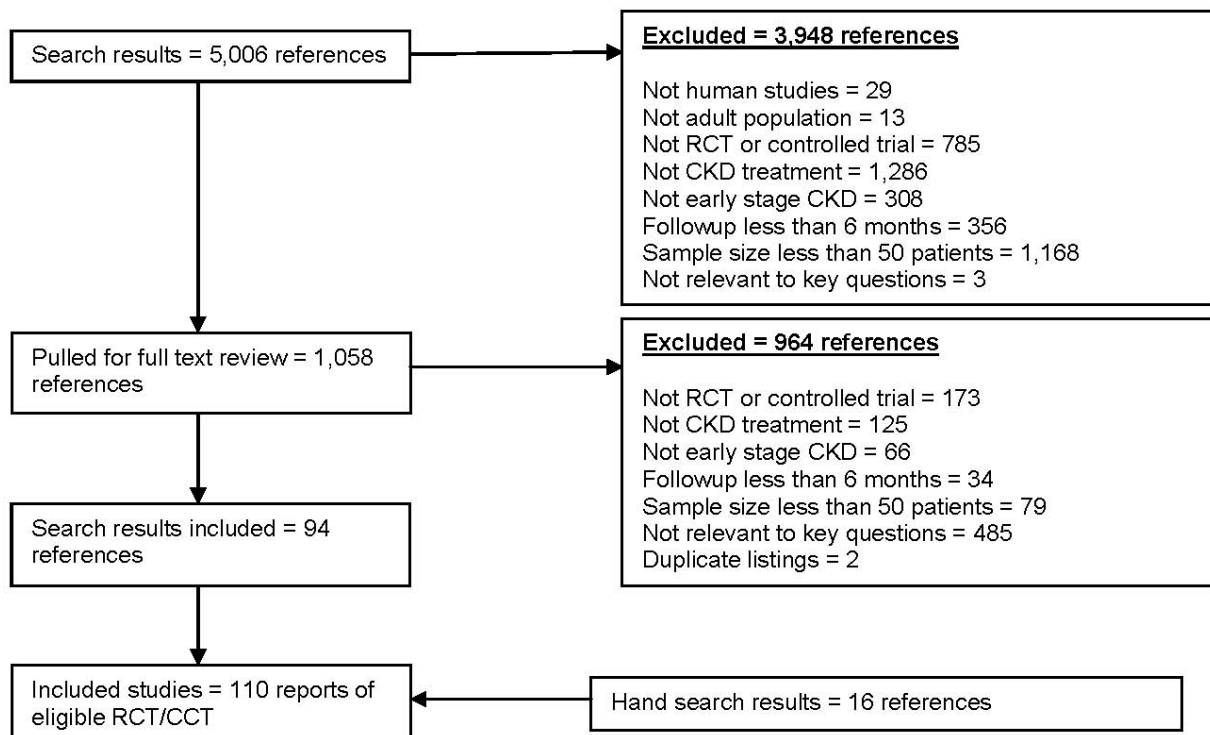 Search results = 5,006 references
Excluded = 3,948 references
Not human studies = 29
Not adult population = 13
Not RCT or controlled trial = 785
Not CKD treatment = 1,286
Not early stage CKD = 308
Followup less than 6 months = 356
Sample size less than 50 patients = 1,168
Not relevant to key questions = 3
Pulled for full text review = 1,058
references
Excluded = 964 references
Not RCT or controlled trial = 173
Not CKD treatment = 125
Not early stage CKD = 66
Followup less than 6 months = 34
Sample size less than 50 patients = 79
Not relevant to key questions = 485
Duplicate listings = 2
Search results included = 94
references
Included studies = 110 reports of
eligible RCT/CCT
Hand search results = 16 references